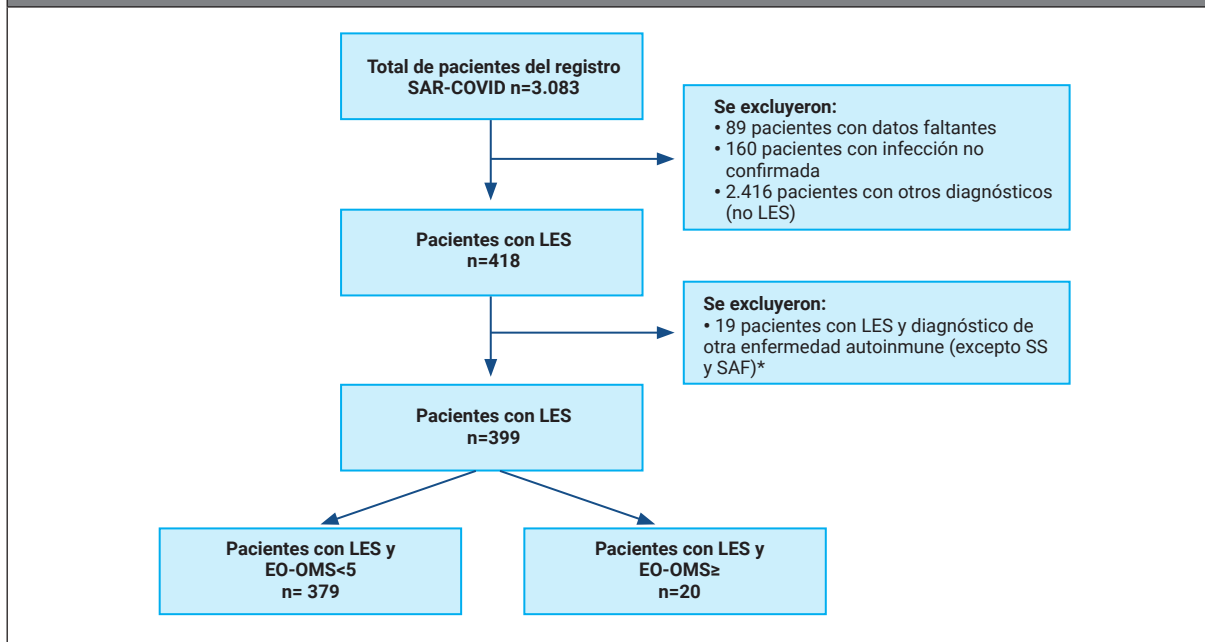 Total de pacientes del registro
SAR-COVID n=3.083
Se excluyeron:
• 89 pacientes con datos faltantes
• 160 pacientes con infección no
confirmada
• 2.416 pacientes con otros diagnósticos
(no LES)
Pacientes con LES
n=418
Se excluyeron:
• 19 pacientes con LES y diagnóstico de
otra enfermedad autoinmune (excepto SS
y SAF)*
Pacientes con LES
n=399
Pacientes con LES y
EO-OMS<5
n= 379
Pacientes con LES y
EO-OMS≥
n=20